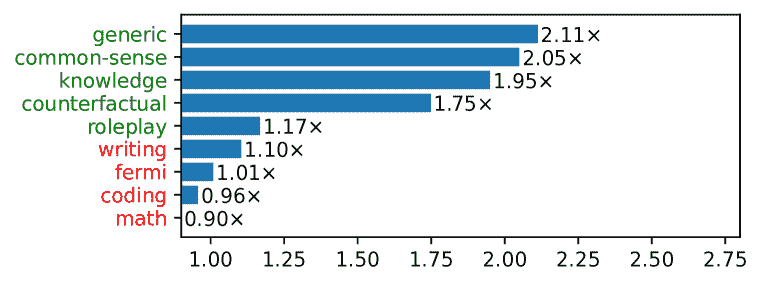 generic 2.11×
common-sense 2.05×
knowledge 1.95×
counterfactual 1.75×
roleplay 1.17×
writing 1.10×
fermi 1.01×
coding 0.96×
math 0.90×
1.00 1.25 1.50 1.75 2.00 2.25 2.50 2.75